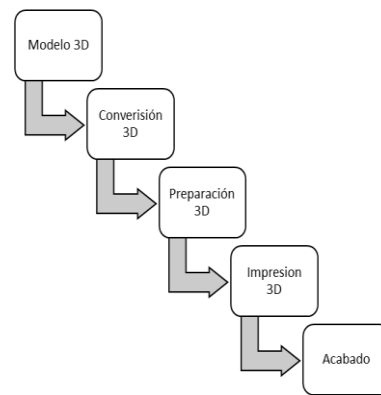 Modelo 3D
Converisión
3D
Preparación
3D
Impresion
3D
Acabado